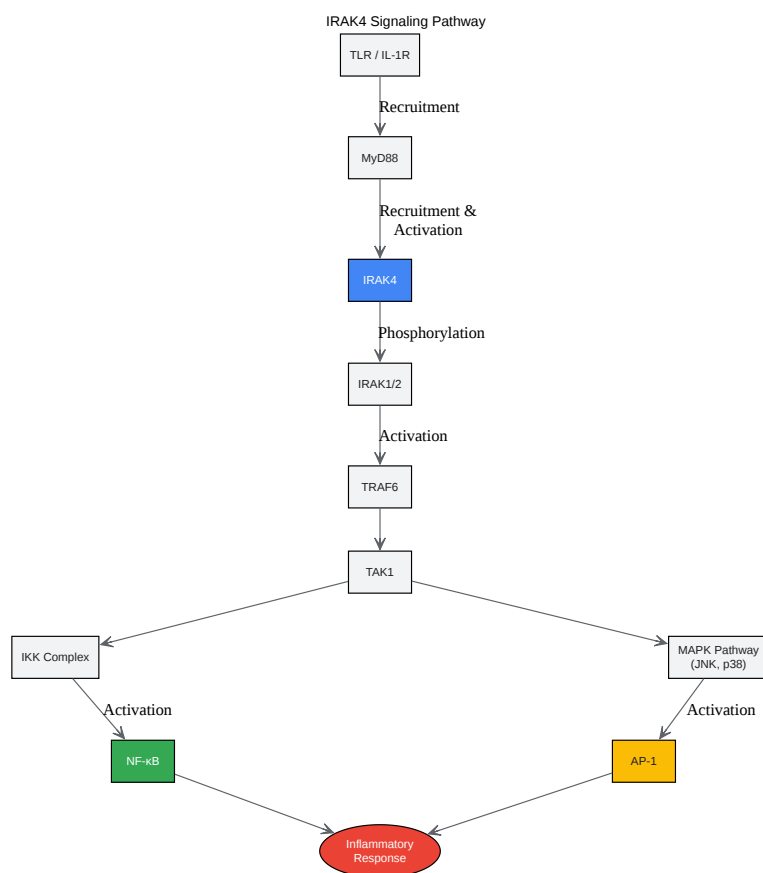 IRAK4 Signaling Pathway
TLR / IL-1R
Recruitment
MyD88
Recruitment &
Activation
IRAK4
Phosphorylation
IRAK1/2
Activation
TRAF6
TAK1
IKK Complex
MAPK Pathway
(JNK, p38)
Activation
Activation
NF-κB
AP-1
Inflammatory
Response